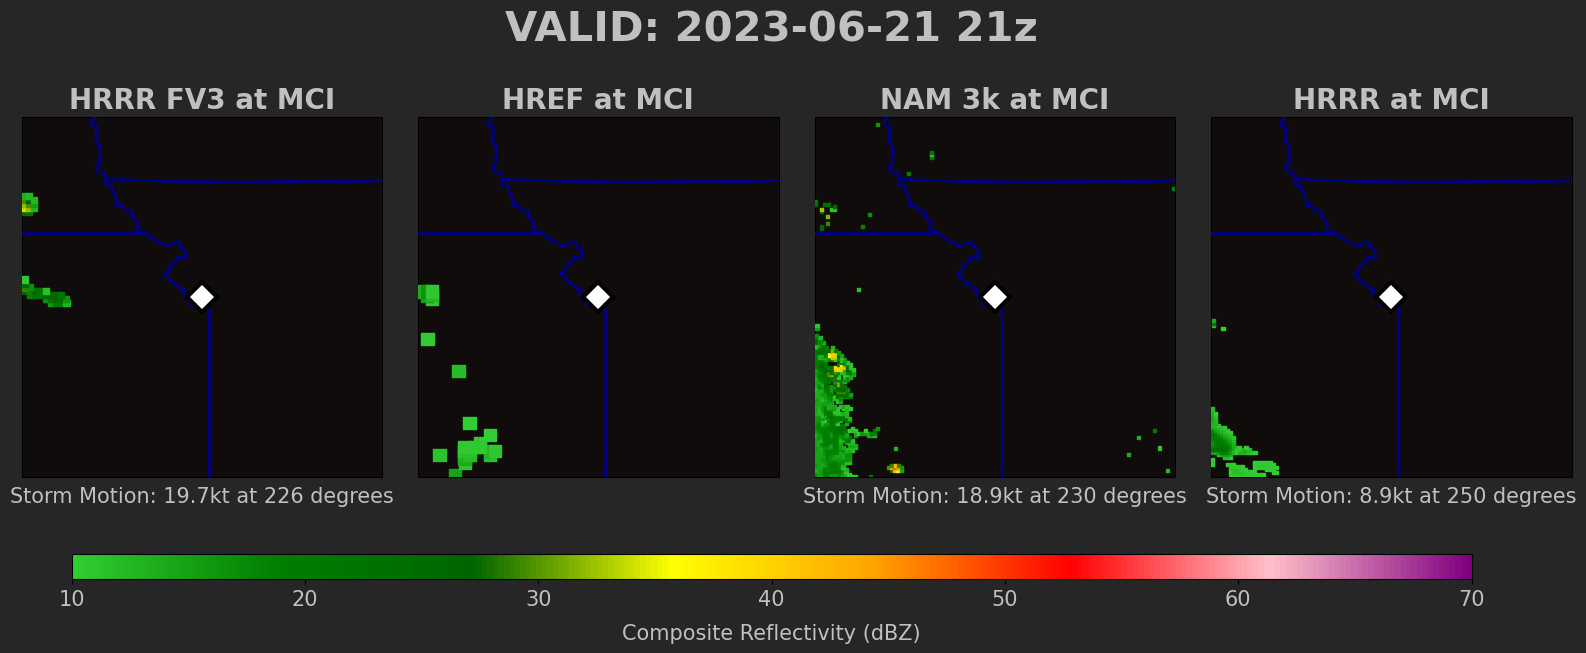 VALID: 2023-06-21 21z
HRRR FV3 at MCI
HREF at MCI
NAM 3k at MCI
HRRR at MCI
Storm Motion: 19.7kt at 226 degrees
Storm Motion: 18.9kt at 230 degrees
Storm Motion: 8.9kt at 250 degrees
10 20 30 40 50 60 70
Composite Reflectivity (dBZ)